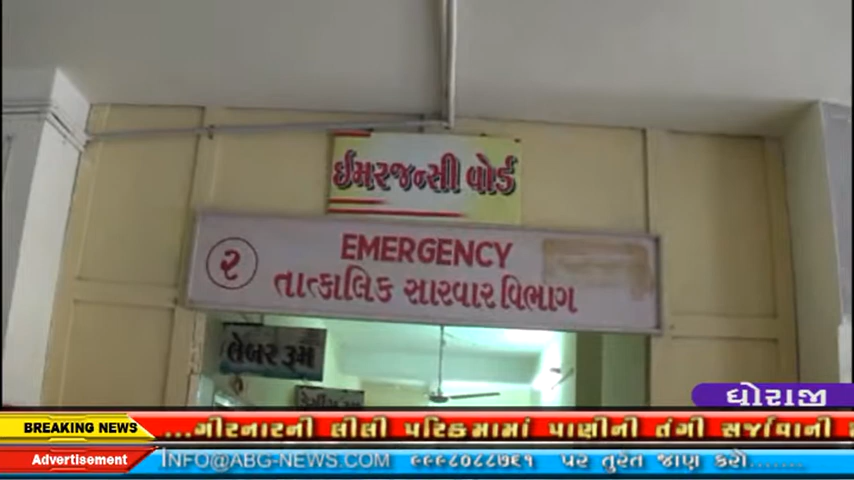 ઈમરજન્સી વોર્ડ
૨
EMERGENCY
તાત્કાલિક સારવાર વિભાગ
લેબર રૂમ
ધોરાજી
BREAKING NEWS
...ગીરનારની લીલી પરિક્રમામાં પાણીની તંગી સર્જાવાની
Advertisement
INFO@ABG-NEWS.COM ૯૯૯૮૦૮૮૭૬૧ પર તુરંત જાણ કરો.......